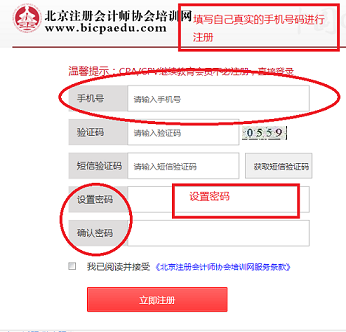 北京注册会计师协会培训网
www.bicpaedu.com
填写自己真实的手机号码进行
注册
温馨提示：CPA/CPV继续教育会员不必注册，直接登录
手机号 请输入手机号
验证码 请输入验证码 0559
短信验证码 请输入短信验证码 获取短信验证码
设置密码 设置密码
确认密码
我已阅读并接受 《北京注册会计师协会培训网服务条款》
立即注册